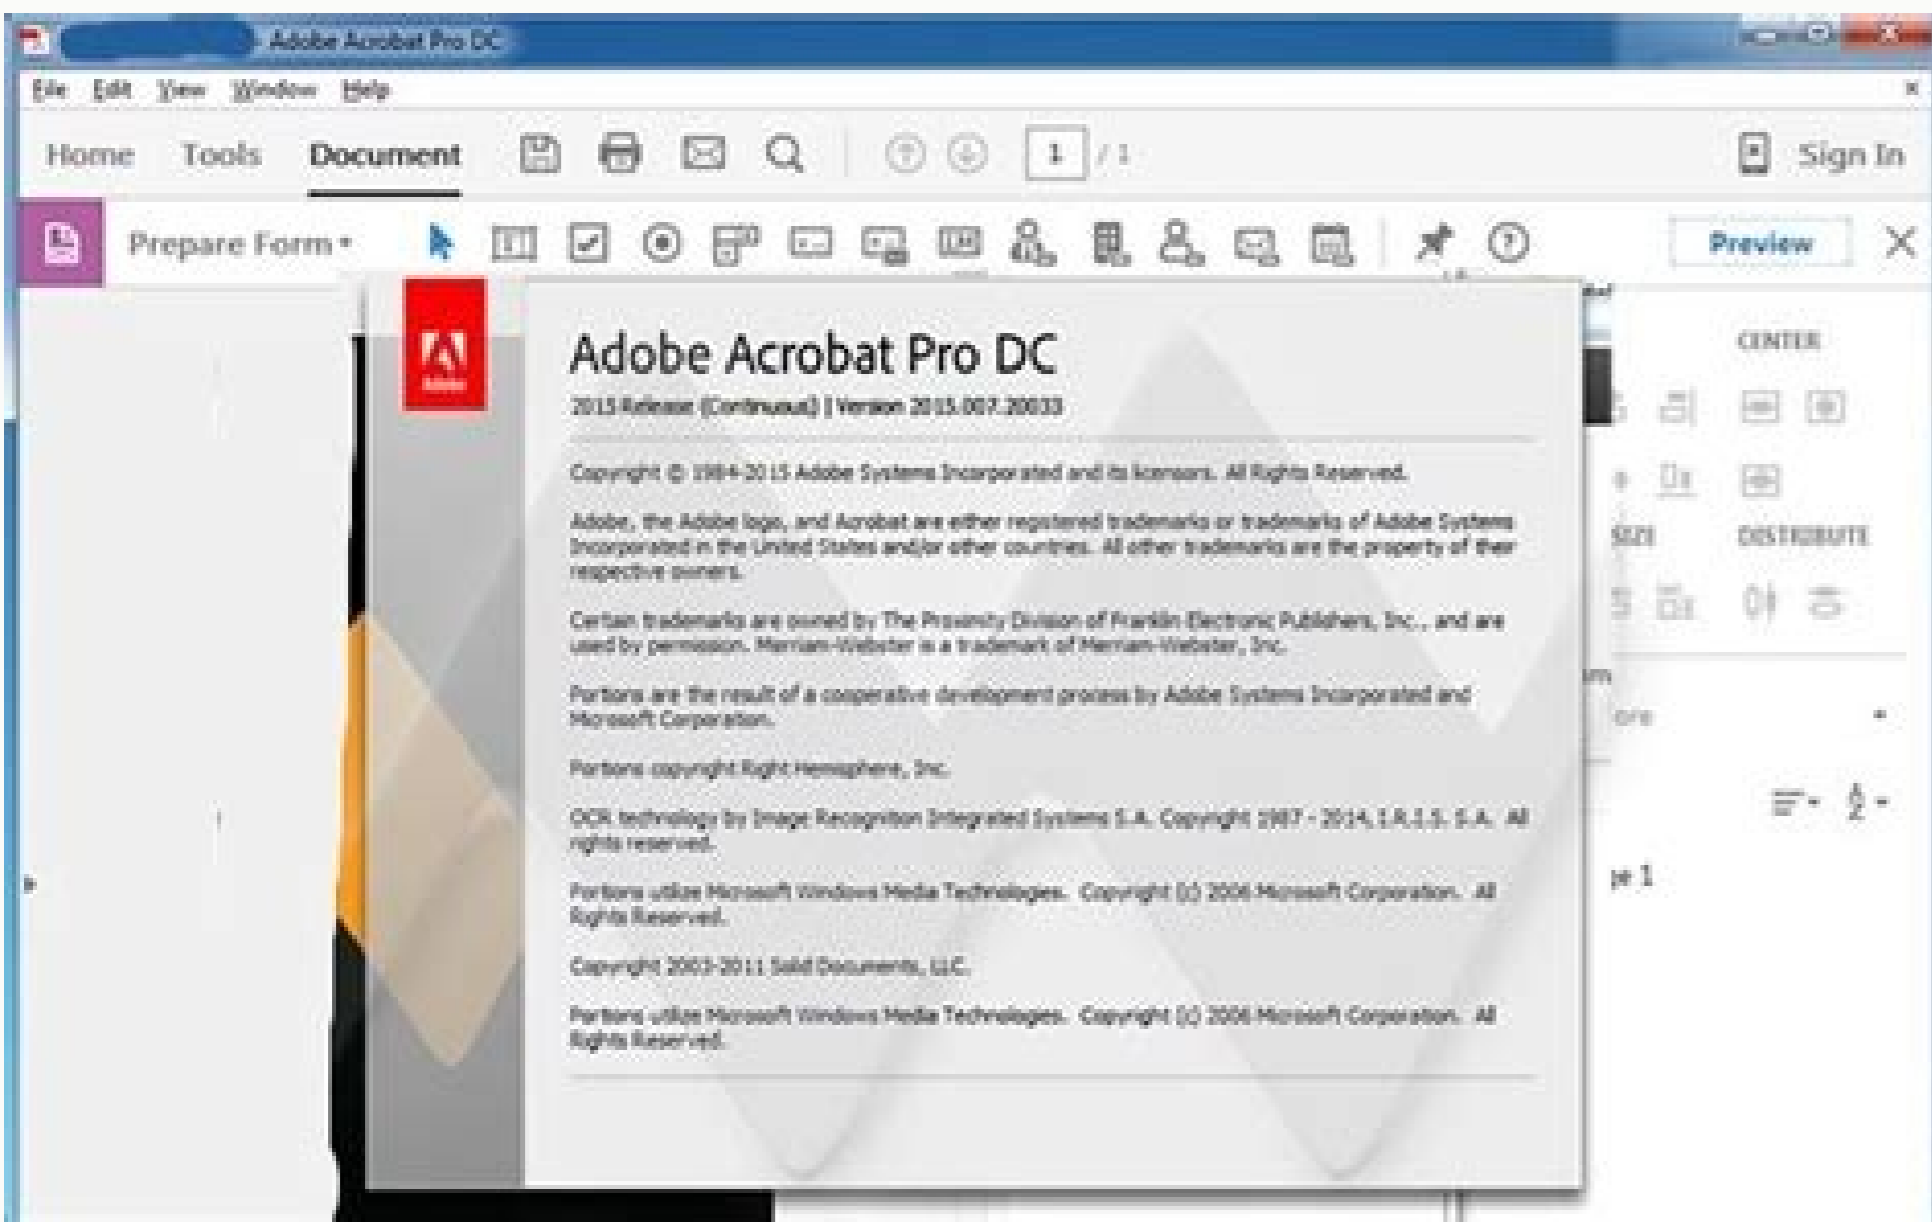 Adobe Acrobat Pro DC
File Edit View Window Help
Home Tools Document 1 / 1 Sign In
Prepare Form Preview
Adobe
Adobe Acrobat Pro DC
2015 Release (Continuous) | Version 2015.007.20033
Copyright © 1984-2015 Adobe Systems Incorporated and its licensors. All Rights Reserved.
Adobe, the Adobe logo, and Acrobat are either registered trademarks or trademarks of Adobe Systems
Incorporated in the United States and/or other countries. All other trademarks are the property of their
respective owners.
Certain trademarks are owned by The Proximity Division of Franklin Electronic Publishers, Inc., and are
used by permission. Merriam-Webster is a trademark of Merriam-Webster, Inc.
Portions are the result of a cooperative development process by Adobe Systems Incorporated and
Microsoft Corporation.
Portions copyright Right Hemisphere, Inc.
OCR technology by Image Recognition Integrated Systems S.A. Copyright 1987 - 2014, I.R.I.S. S.A. All
rights reserved.
Portions utilize Microsoft Windows Media Technologies. Copyright (c) 2006 Microsoft Corporation. All
Rights Reserved.
Copyright 2003-2011 Solid Documents, LLC.
Portions utilize Microsoft Windows Media Technologies. Copyright (c) 2006 Microsoft Corporation. All
Rights Reserved.
CENTER
SIZE DISTRIBUTE
ore
ge 1